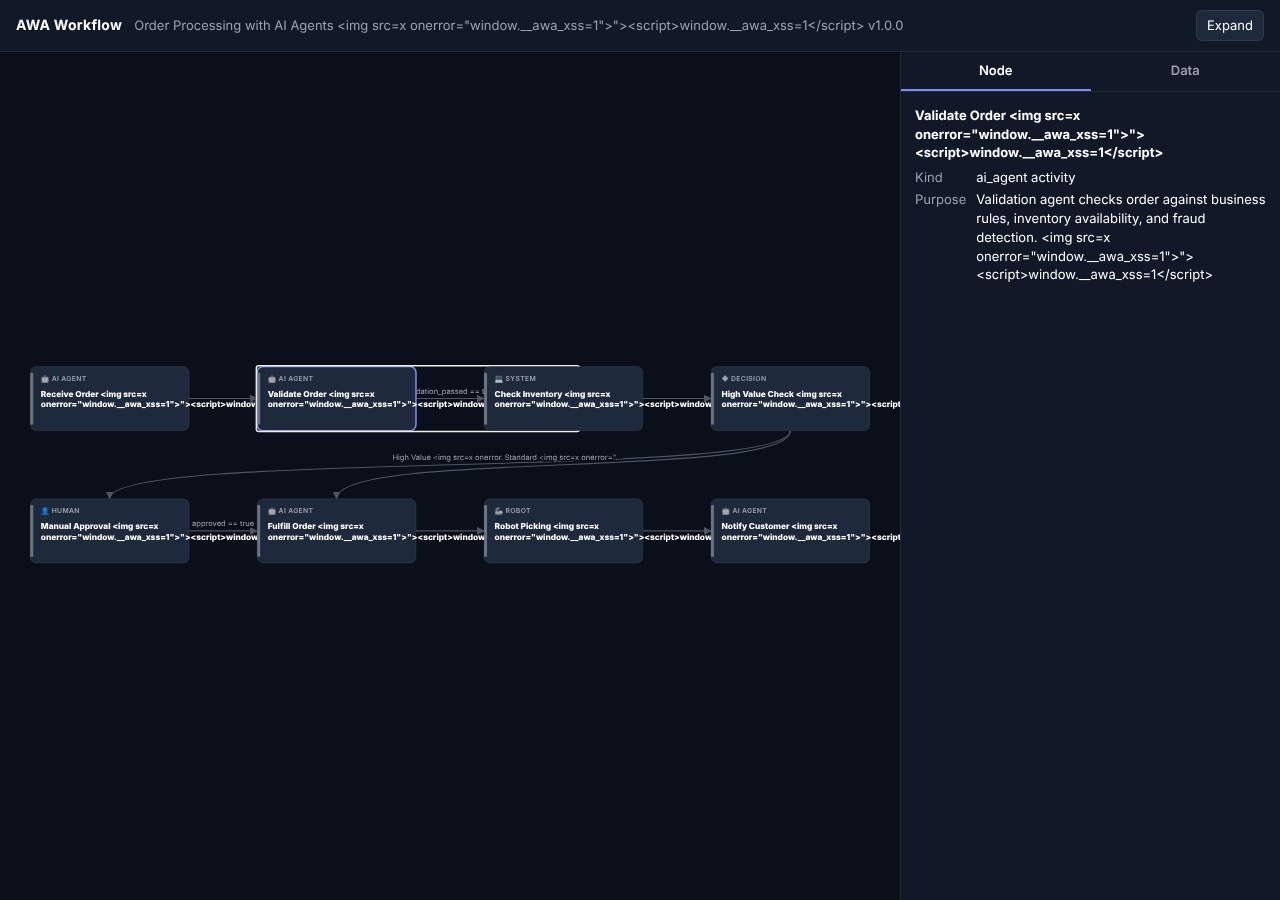 AWA Workflow Order Processing with AI Agents <img src=x onerror="window.__awa_xss=1">"><script>window.__awa_xss=1</script> v1.0.0
Expand
Node Data
Validate Order <img src=x
onerror="window.__awa_xss=1">">
<script>window.__awa_xss=1</script>
Kind ai_agent activity
Purpose Validation agent checks order against business
rules, inventory availability, and fraud
detection. <img src=x
onerror="window.__awa_xss=1">">
<script>window.__awa_xss=1</script>
AI AGENT
Receive Order <img src=x
onerror="window.__awa_xss=1">"><script>window
AI AGENT
Validate Order <img src=x
onerror="window.__awa_xss=1">"><script>window
dation_passed == t
SYSTEM
Check Inventory <img src=x
onerror="window.__awa_xss=1">"><script>window
DECISION
High Value Check <img src=x
onerror="window.__awa_xss=1">"><script
High Value <img src=x onerror. Standard <img src=x onerror="...
HUMAN
Manual Approval <img src=x
onerror="window.__awa_xss=1">"><script>window
approved == true
AI AGENT
Fulfill Order <img src=x
onerror="window.__awa_xss=1">"><script>window
ROBOT
Robot Picking <img src=x
onerror="window.__awa_xss=1">"><script>window
AI AGENT
Notify Customer <img src=x
onerror="window.__awa_xss=1">"><script